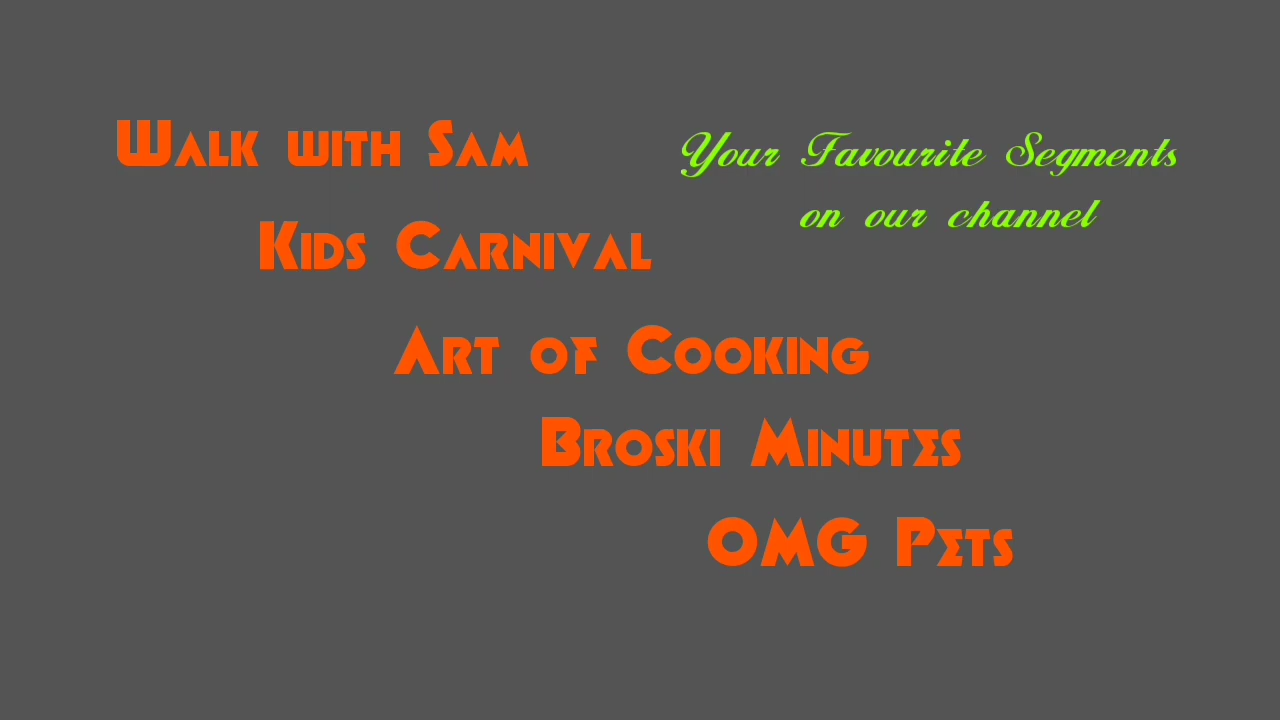 Walk with Sam
Your Favourite Segments
on our channel
Kids Carnival
Art of Cooking
Broski Minutes
OMG Pets